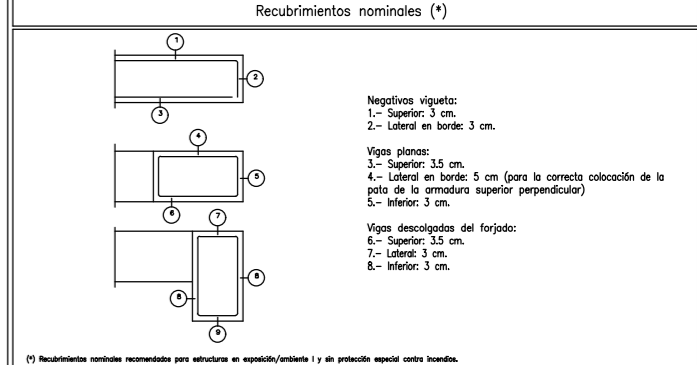 Recubrimientos nominales (*)
1
2
3
4
5
6
7
8
8
9
Negativos vigueta:
1.- Superior: 3 cm.
2.- Lateral en borde: 3 cm.
Vigas planas:
3.- Superior: 3.5 cm.
4.- Lateral en borde: 5 cm (para la correcta colocación de la
pata de la armadura superior perpendicular)
5.- Inferior: 3 cm.
Vigas descolgadas del forjado:
6.- Superior: 3.5 cm.
7.- Lateral: 3 cm.
8.- Inferior: 3 cm.
(*) Recubrimientos nominales recomendados para estructuras en exposición/ambiente I y sin protección especial contra incendios.